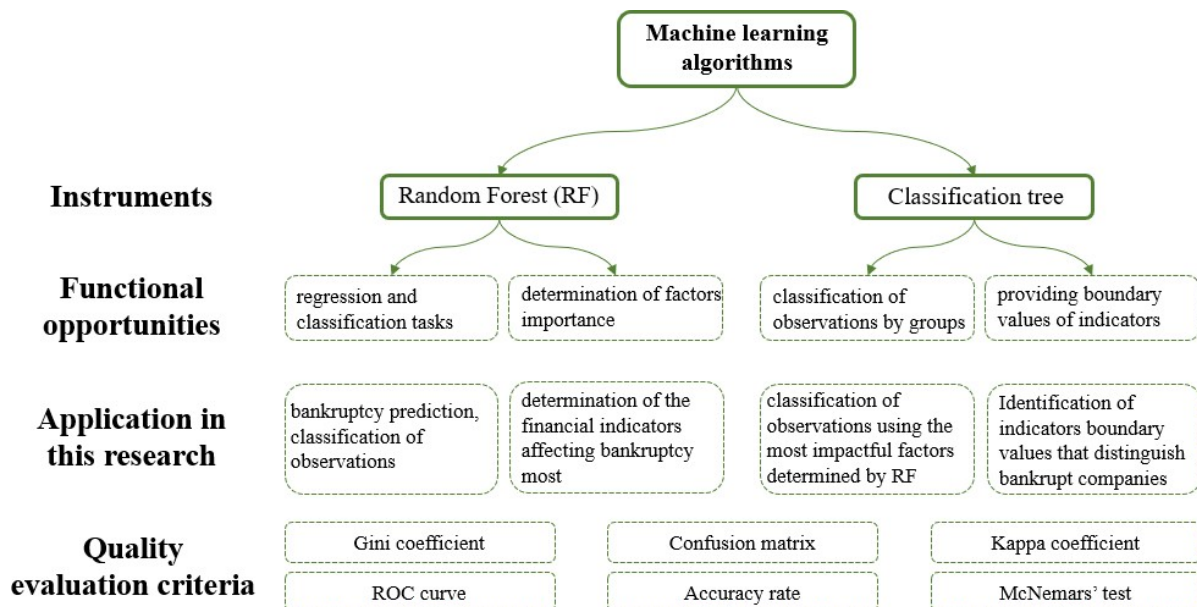 Machine learning
algorithms
Instruments
Random Forest (RF)
Classification tree
Functional
opportunities
regression and
classification tasks
determination of factors
importance
classification of
observations by groups
providing boundary
values of indicators
Application in
this research
bankruptcy prediction,
classification of
observations
determination of the
financial indicators
affecting bankruptcy
most
classification of
observations using the
most impactful factors
determined by RF
Identification of
indicators boundary
values that distinguish
bankrupt companies
Quality
evaluation criteria
Gini coefficient
Confusion matrix
Kappa coefficient
ROC curve
Accuracy rate
McNemars’ test